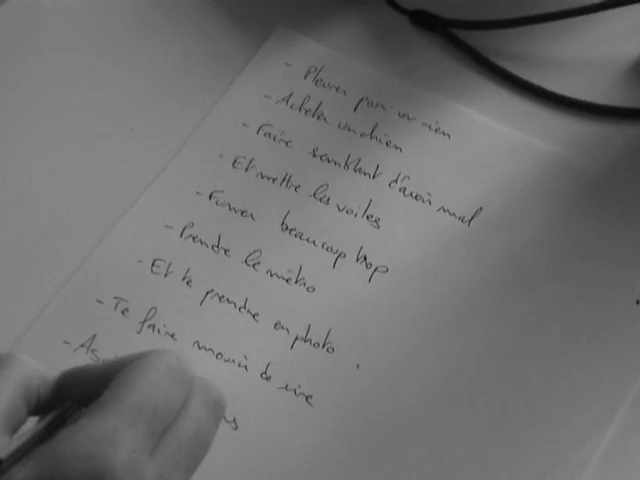 - Pleurer pour un rien
- Acheter un chien
- Faire semblant d'avoir mal
- Et mettre les voiles
- Fumer beaucoup trop
- Prendre le métro
- Et te prendre en photo
- Te faire mourir de rire
-